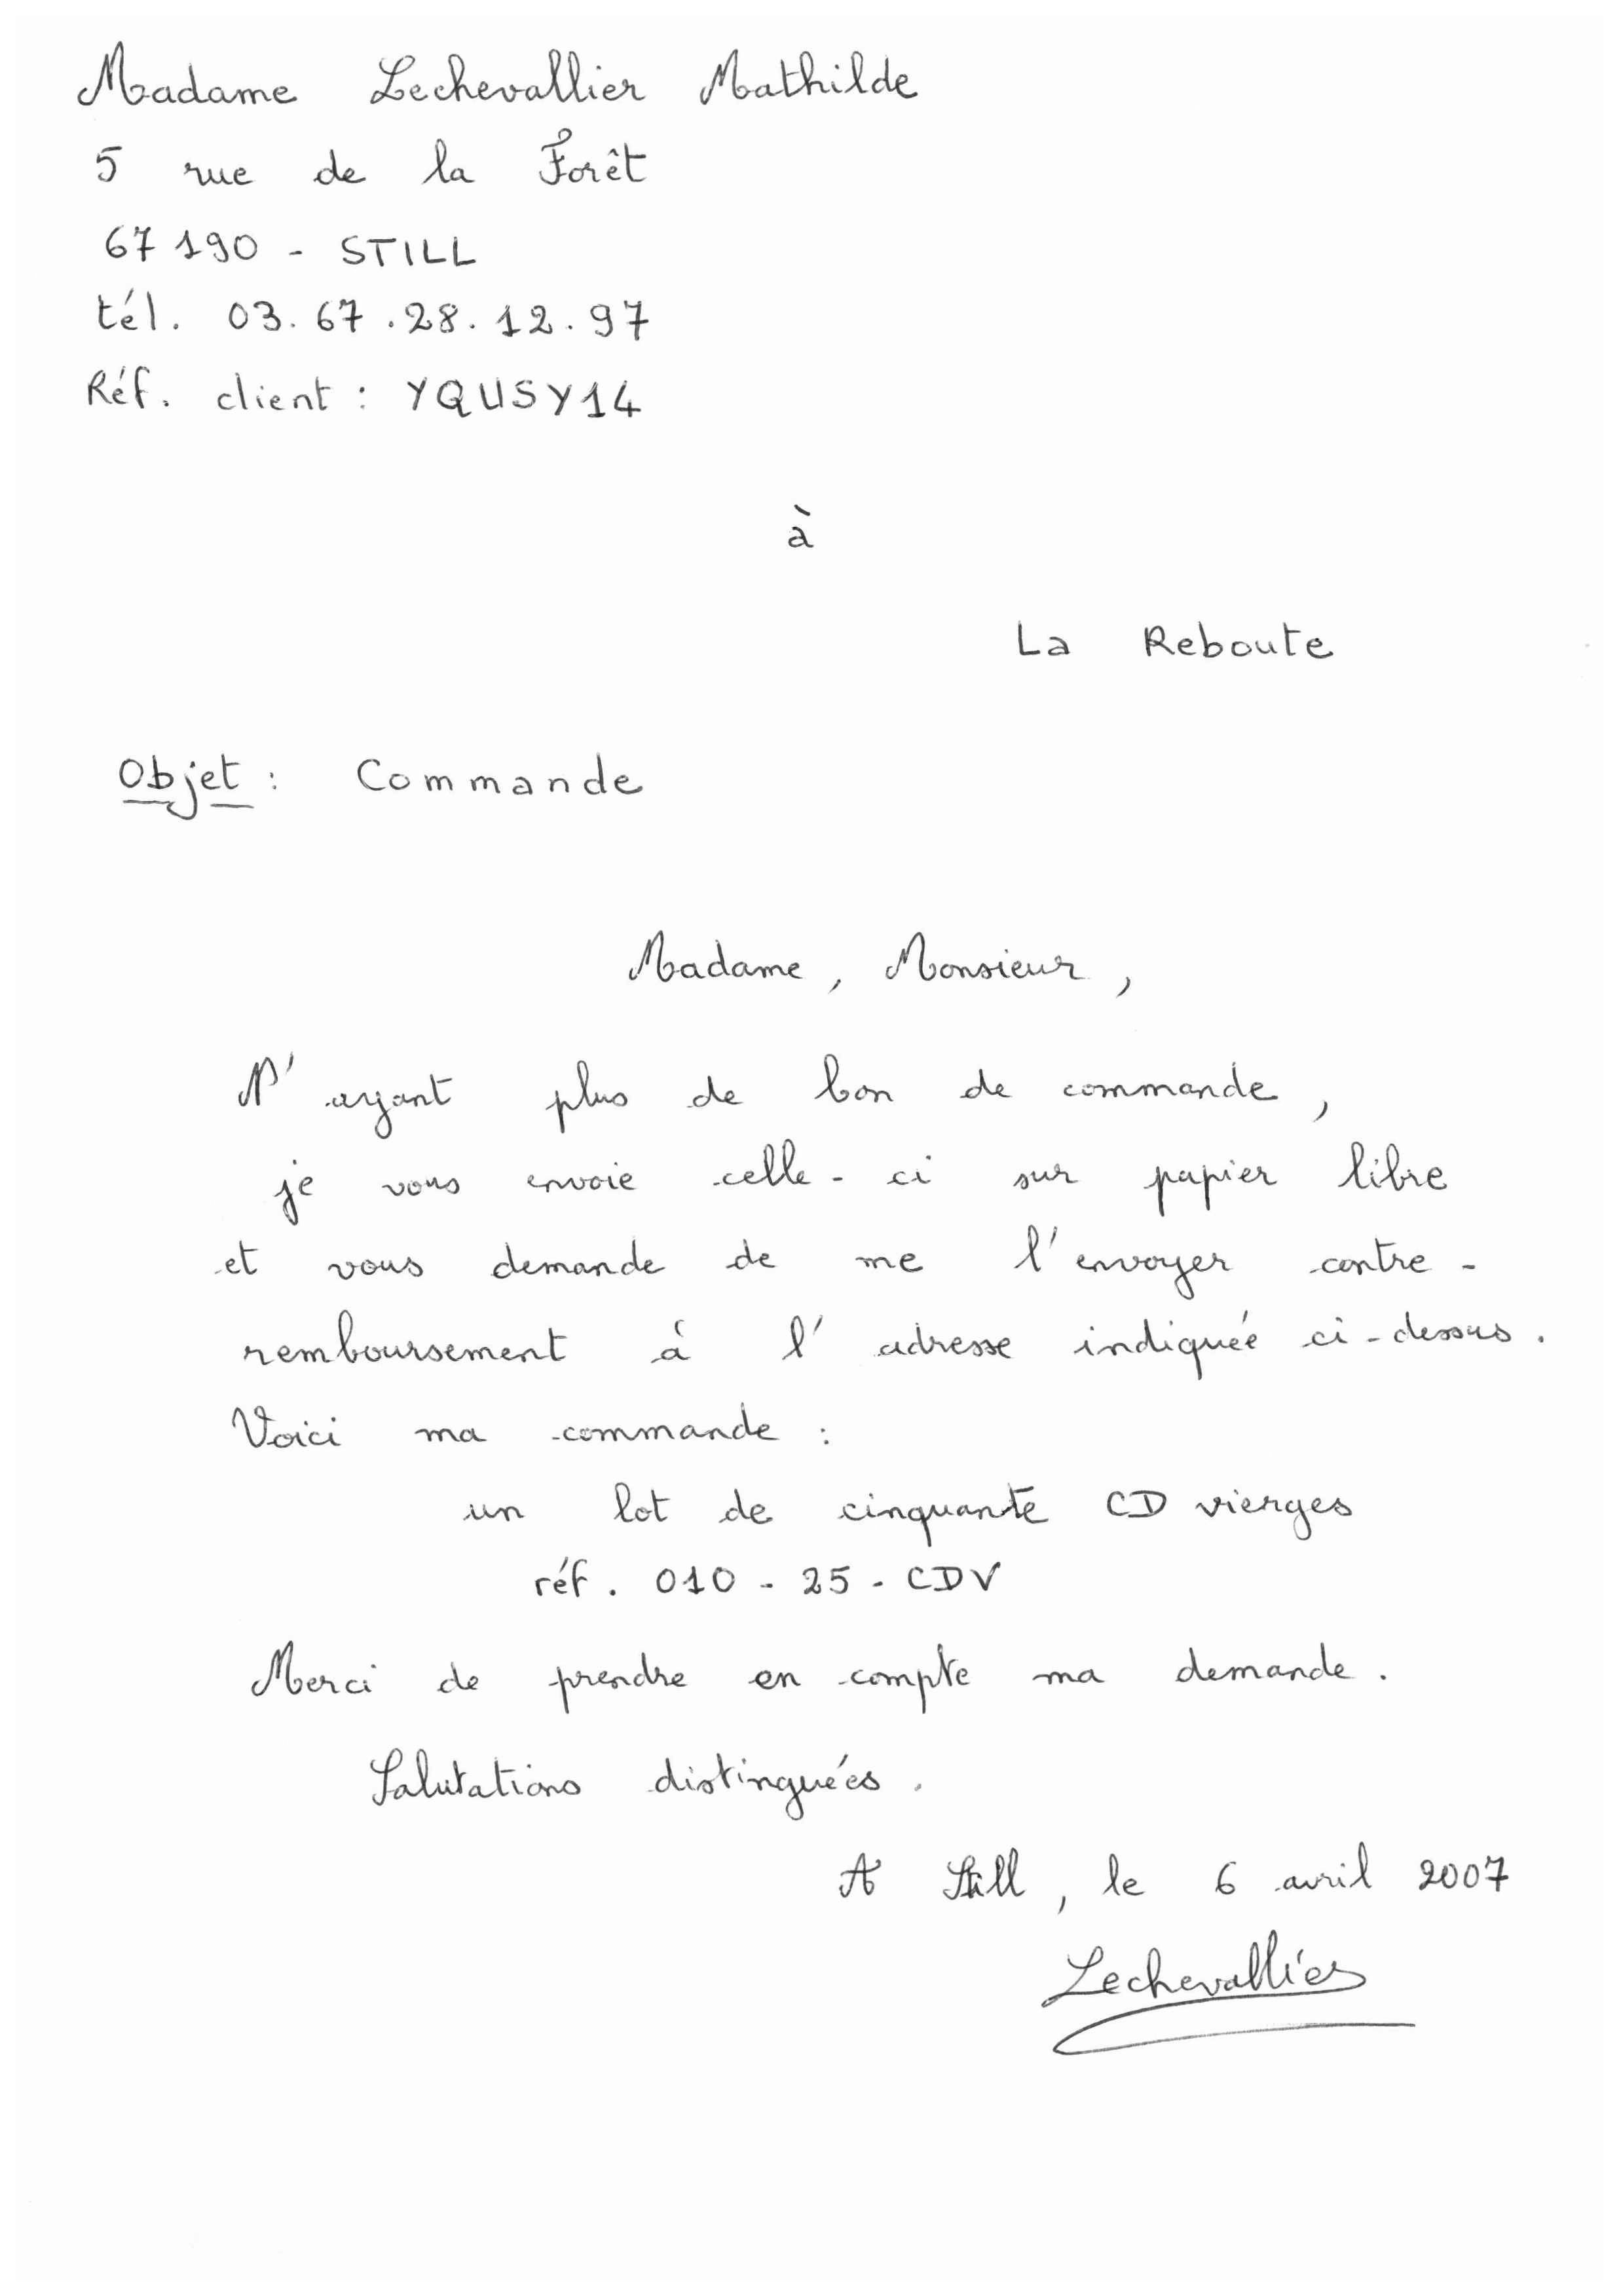 Madame Lechevallier Mathilde
5 rue de la Forêt
67190 - STILL
tél. 03.67.28.12.97
Réf. client : YQUSY14
à
La Reboute
Objet : Commande
Madame, Monsieur,
N'ayant plus de bon de commande,
je vous envoie celle-ci sur papier libre
et vous demande de me l'envoyer contre-
remboursement à l'adresse indiquée ci-dessus.
Voici ma commande :
un lot de cinquante CD vierges
réf. 010 - 25 - CDV
Merci de prendre en compte ma demande.
Salutations distinguées.
A Still, le 6 avril 2007
Lechevallier